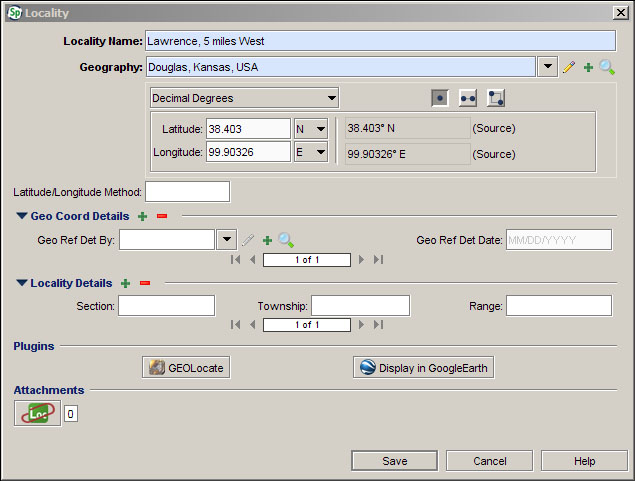 Sp Locality
Locality Name: Lawrence, 5 miles West
Geography: Douglas, Kansas, USA
Decimal Degrees
Latitude: 38.403 N 38.403° N (Source)
Longitude: 99.90326 E 99.90326° E (Source)
Latitude/Longitude Method:
Geo Coord Details
Geo Ref Det By: Geo Ref Det Date: MM/DD/YYYY
1 of 1
Locality Details
Section: Township: Range:
1 of 1
Plugins
GEOLocate Display in GoogleEarth
Attachments
Loc 0
Save Cancel Help